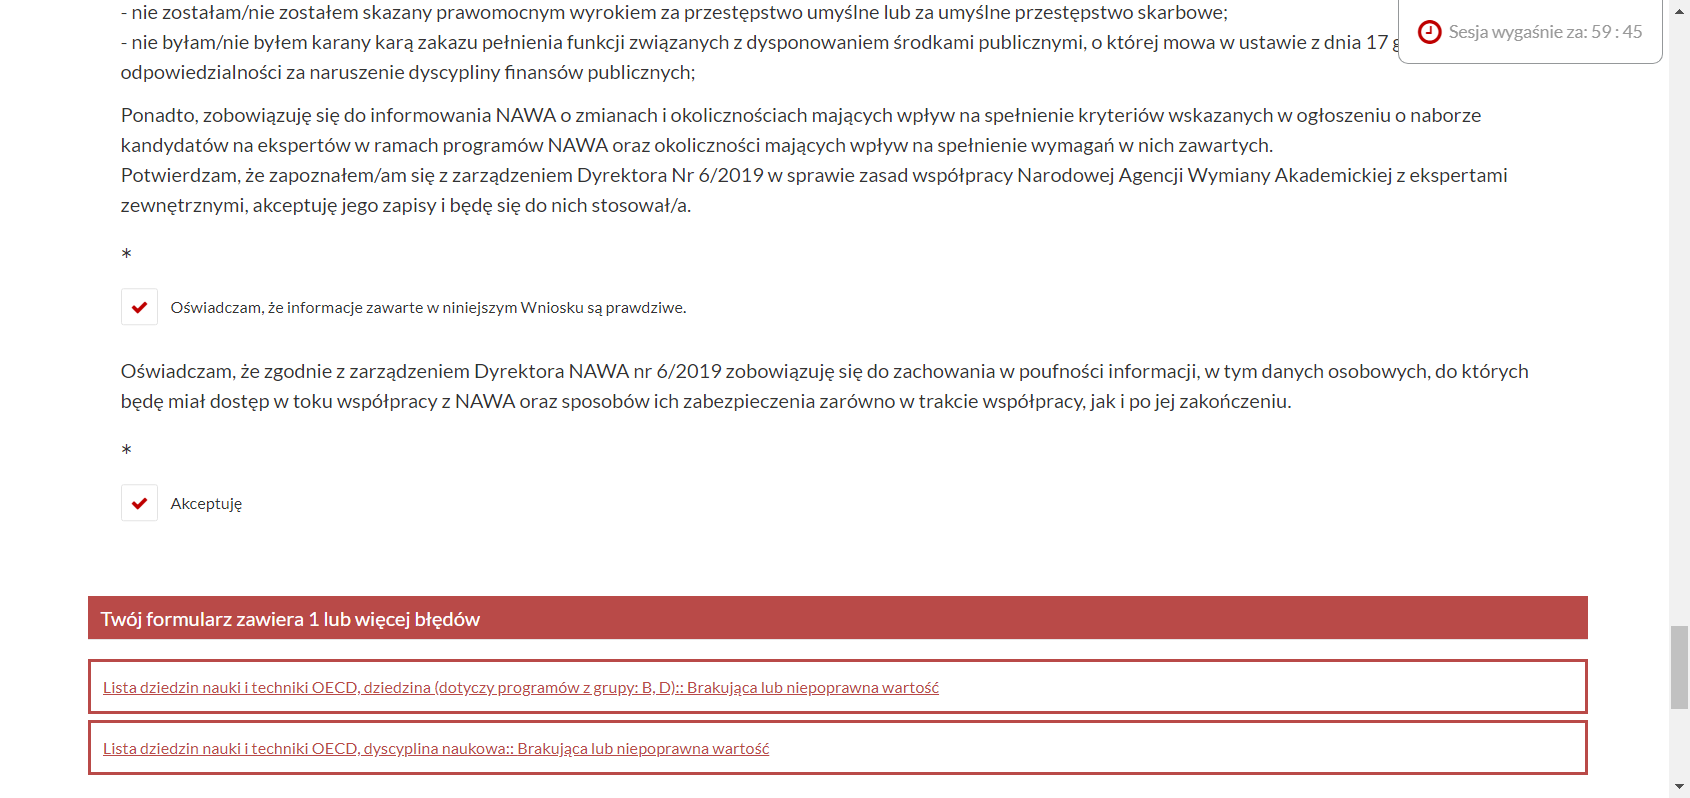 - nie zostałam/nie zostałem skazany prawomocnym wyrokiem za przestępstwo umyślne lub za umyślne przestępstwo skarbowe;
- nie byłam/nie byłem karany karą zakazu pełnienia funkcji związanych z dysponowaniem środkami publicznymi, o której mowa w ustawie z dnia 17
Sesja wygaśnie za: 59 : 45
odpowiedzialności za naruszenie dyscypliny finansów publicznych;
Ponadto, zobowiązuję się do informowania NAWA o zmianach i okolicznościach mających wpływ na spełnienie kryteriów wskazanych w ogłoszeniu o naborze
kandydatów na ekspertów w ramach programów NAWA oraz okoliczności mających wpływ na spełnienie wymagań w nich zawartych.
Potwierdzam, że zapoznałem/am się z zarządzeniem Dyrektora Nr 6/2019 w sprawie zasad współpracy Narodowej Agencji Wymiany Akademickiej z ekspertami
zewnętrznymi, akceptuję jego zapisy i będę się do nich stosował/a.
*
Oświadczam, że informacje zawarte w niniejszym Wniosku są prawdziwe.
Oświadczam, że zgodnie z zarządzeniem Dyrektora NAWA nr 6/2019 zobowiązuję się do zachowania w poufności informacji, w tym danych osobowych, do których
będę miał dostęp w toku współpracy z NAWA oraz sposobów ich zabezpieczenia zarówno w trakcie współpracy, jak i po jej zakończeniu.
*
Akceptuję
Twój formularz zawiera 1 lub więcej błędów
Lista dziedzin nauki i techniki OECD, dziedzina (dotyczy programów z grupy: B, D):: Brakująca lub niepoprawna wartość
Lista dziedzin nauki i techniki OECD, dyscyplina naukowa:: Brakująca lub niepoprawna wartość